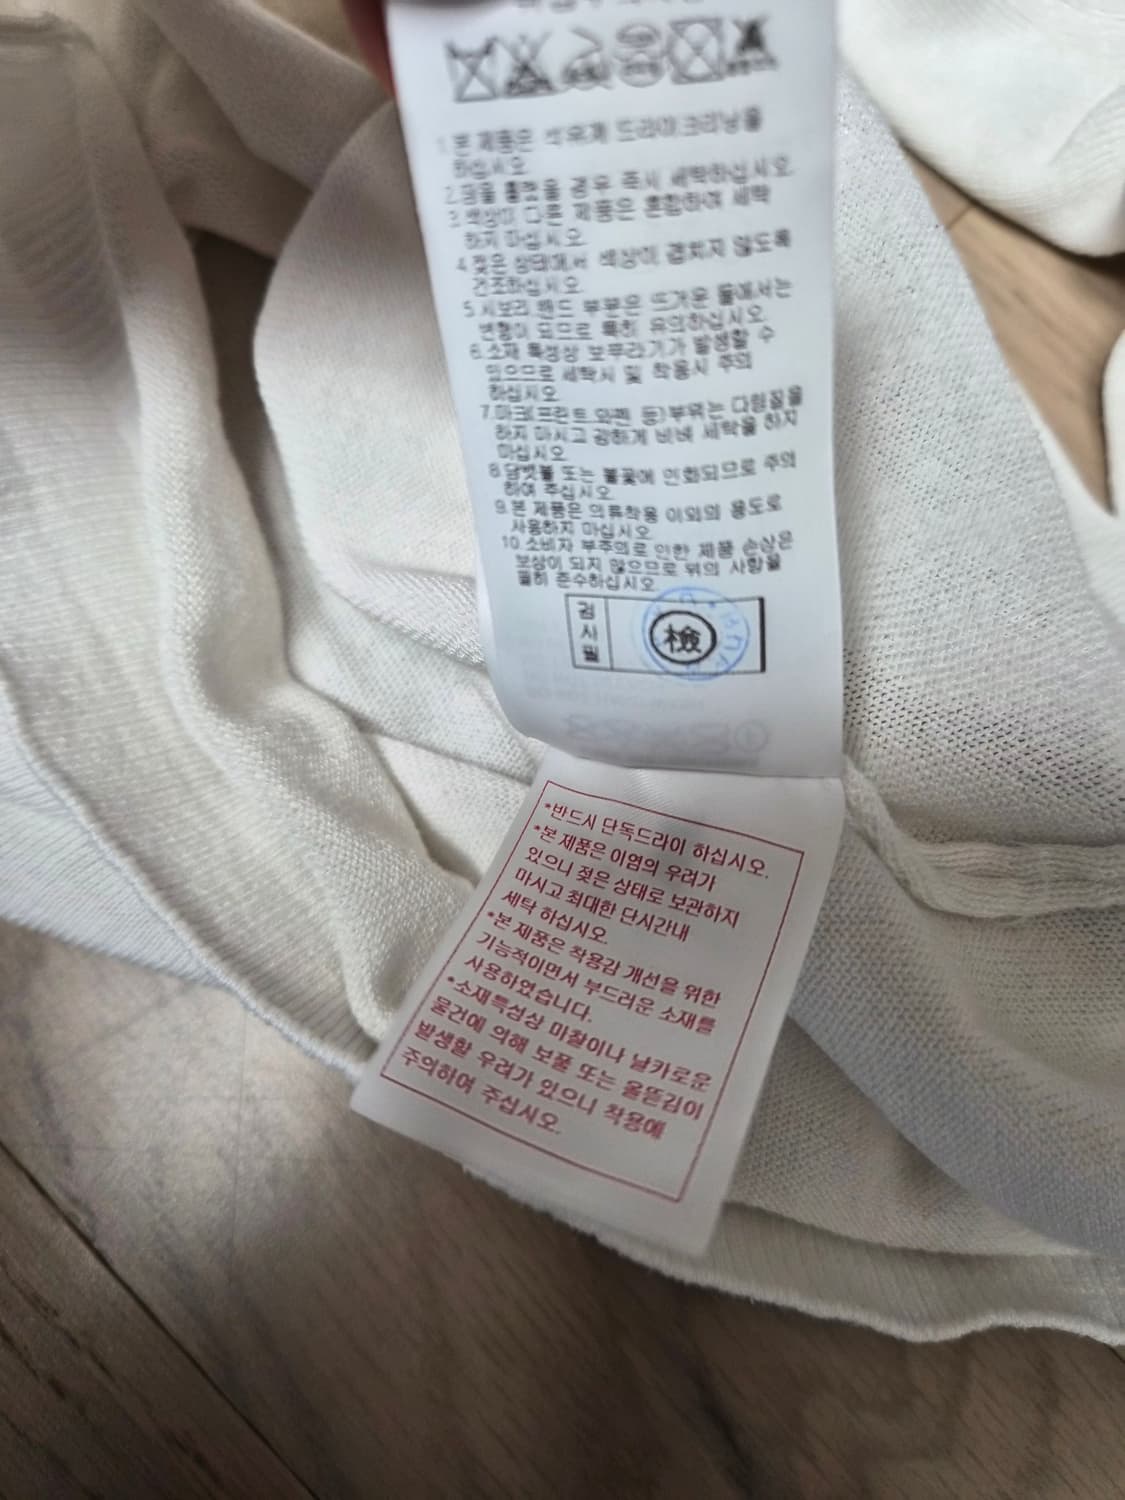 1.본 제품은 석유계 드라이크리닝을
하십시오.
2.땀을 흘렸을 경우 즉시 세탁하십시오.
3.색상이 다른 제품은 혼합하여 세탁
하지 마십시오.
4.젖은 상태에서 색상이 겹치지 않도록
건조하십시오.
5.시보리,밴드 부분은 뜨거운 물에서는
변형이 되므로 특히 유의하십시오.
6.소재 특성상 보푸라기가 발생할 수
있으므로 세탁시 및 착용시 주의
하십시오.
7.마크(프린트,와펜 등)부위는 다림질을
하지 마시고 강하게 비벼 세탁을 하지
마십시오.
8.담뱃불 또는 불꽃에 인화되므로 주의
하여 주십시오.
9.본 제품은 의류착용 이외의 용도로
사용하지 마십시오.
10.소비자 부주의로 인한 제품 손상은
보상이 되지 않으므로 위의 사항을
필히 준수하십시오.
검사필
檢
*반드시 단독드라이 하십시오.
*본 제품은 이염의 우려가
있으니 젖은 상태로 보관하지
마시고 최대한 단시간내
세탁 하십시오.
*본 제품은 착용감 개선을 위한
기능적이면서 부드러운 소재를
사용하였습니다.
*소재특성상 마찰이나 날카로운
물건에 의해 보풀 또는 올뜯김이
발생할 우려가 있으니 착용에
주의하여 주십시오.